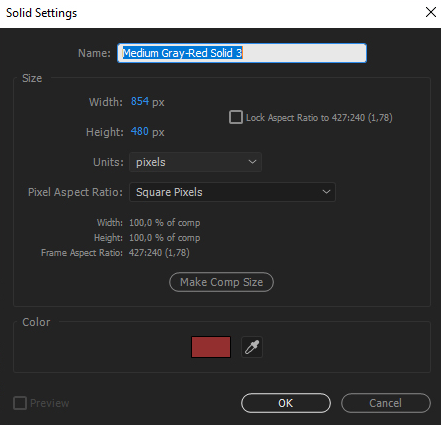 Solid Settings
Name: Medium Gray-Red Solid 3
Size
Width: 854 px
Lock Aspect Ratio to 427:240 (1,78)
Height: 480 px
Units: pixels
Pixel Aspect Ratio: Square Pixels
Width: 100,0 % of comp
Height: 100,0 % of comp
Frame Aspect Ratio: 427:240 (1,78)
Make Comp Size
Color
Preview
OK
Cancel